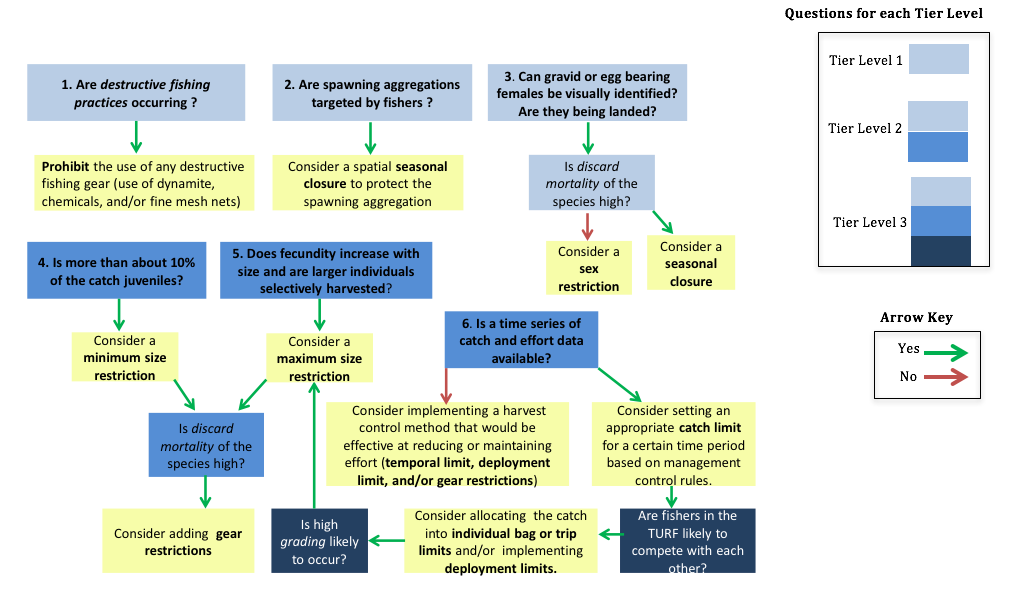 Questions for each Tier Level
Tier Level 1
Tier Level 2
Tier Level 3
Arrow Key
Yes
No
1. Are destructive fishing
practices occurring ?
2. Are spawning aggregations
targeted by fishers ?
3. Can gravid or egg bearing
females be visually identified?
Are they being landed?
Prohibit the use of any destructive
fishing gear (use of dynamite,
chemicals, and/or fine mesh nets)
Consider a spatial seasonal
closure to protect the
spawning aggregation
Is discard
mortality of the
species high?
Consider a
sex
restriction
Consider a
seasonal
closure
4. Is more than about 10%
of the catch juveniles?
5. Does fecundity increase with
size and are larger individuals
selectively harvested?
6. Is a time series of
catch and effort data
available?
Consider a
minimum size
restriction
Consider a
maximum size
restriction
Is discard
mortality of the
species high?
Consider implementing a harvest
control method that would be
effective at reducing or maintaining
effort (temporal limit, deployment
limit, and/or gear restrictions)
Consider setting an
appropriate catch limit
for a certain time period
based on management
control rules.
Consider adding  gear
restrictions
Is high
grading likely
to occur?
Consider allocating  the catch
into individual bag or trip
limits and/or  implementing
deployment limits.
Are fishers in the
TURF likely to
compete with each
other?